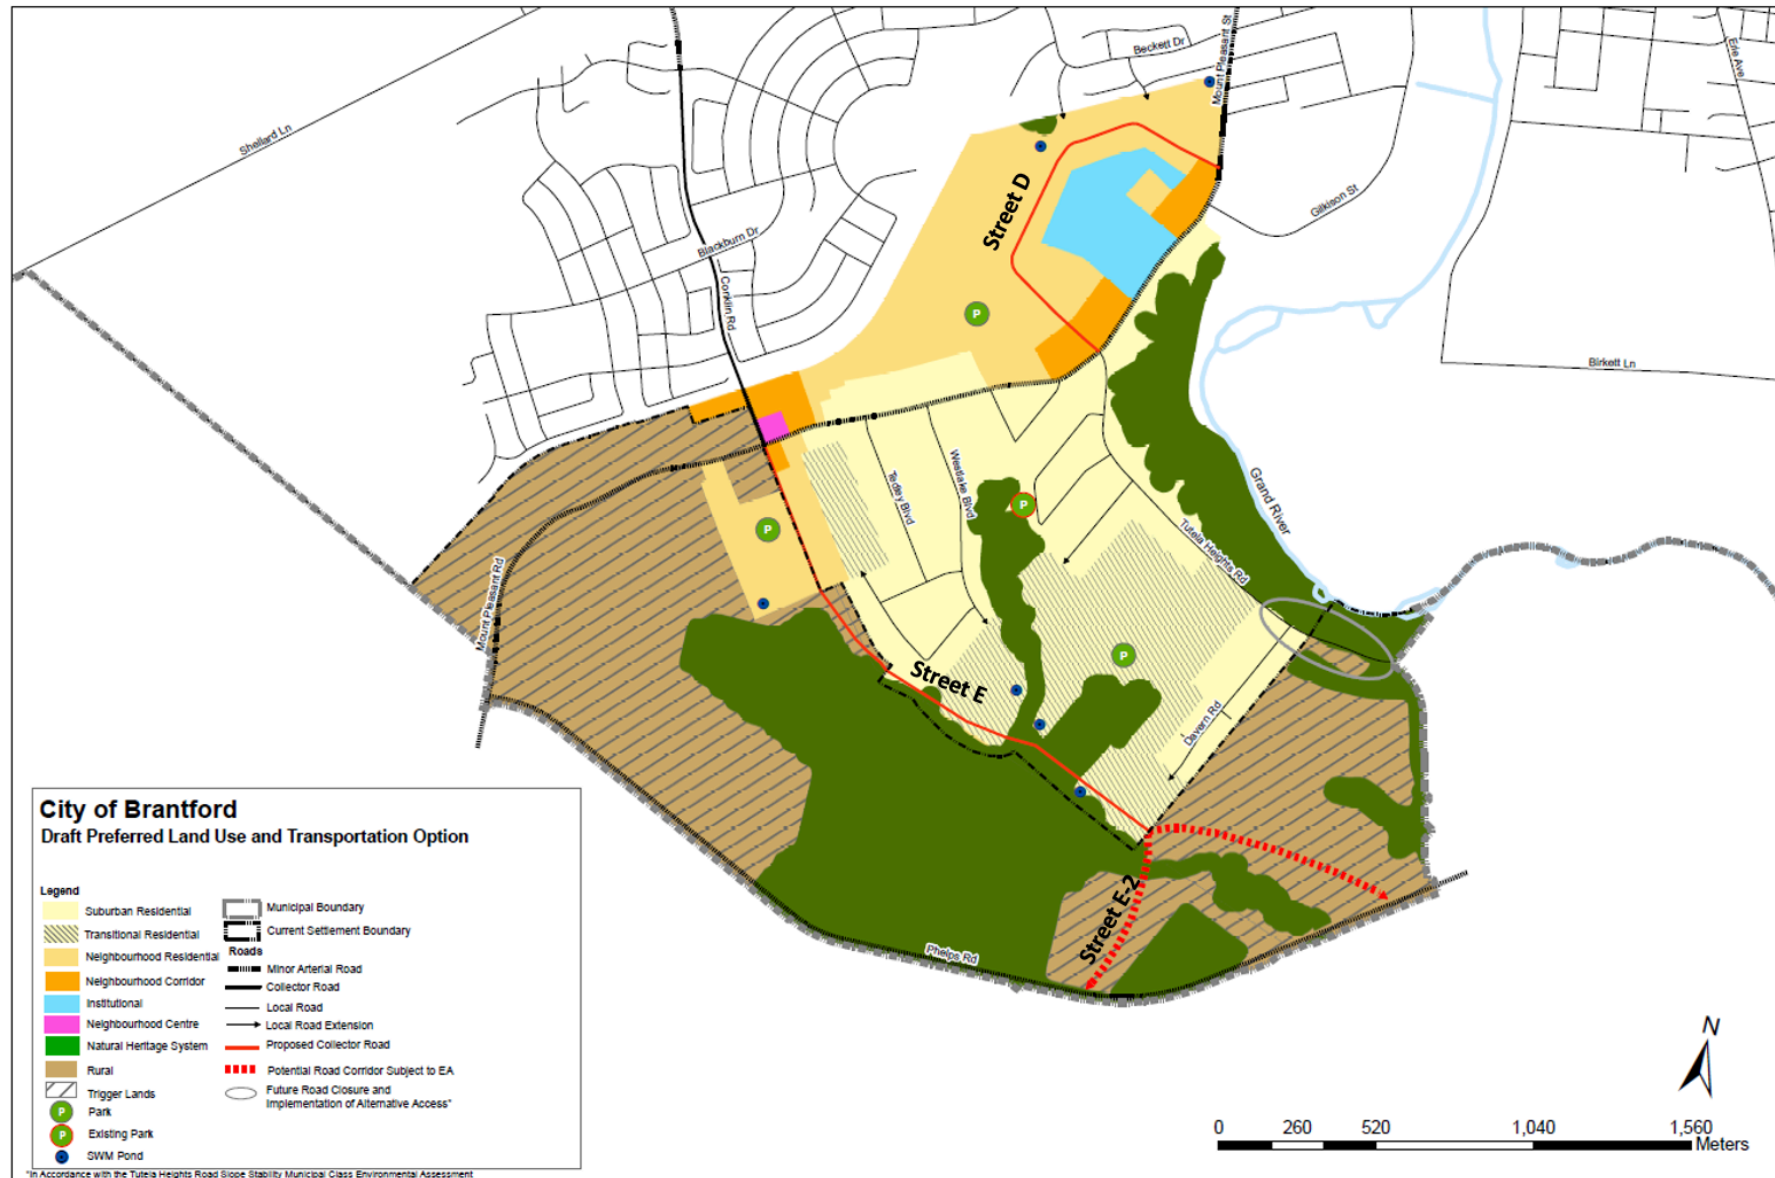 Beckett Dr
Mount Pleasant St
Erie Ave
Shellard Ln
Street D
Gilkison St
Blackburn Dr
Conklin Rd
P
Birkett Ln
Grand River
Tedley Blvd
Westlake Blvd
P
P
Tutela Heights Rd
Mount Pleasant Rd
P
Street E
Davern Rd
Street E-2
Phelps Rd
City of Brantford
Draft Preferred Land Use and Transportation Option
Legend
Suburban Residential
Transitional Residential
Neighbourhood Residential
Neighbourhood Corridor
Institutional
Neighbourhood Centre
Natural Heritage System
Rural
Trigger Lands
P Park
P Existing Park
SWM Pond
Municipal Boundary
Current Settlement Boundary
Roads
Minor Arterial Road
Collector Road
Local Road
Local Road Extension
Proposed Collector Road
Potential Road Corridor Subject to EA
Future Road Closure and
Implementation of Alternative Access*
*In Accordance with the Tutela Heights Road Slope Stability Municipal Class Environmental Assessment
N
0 260 520 1,040 1,560
Meters